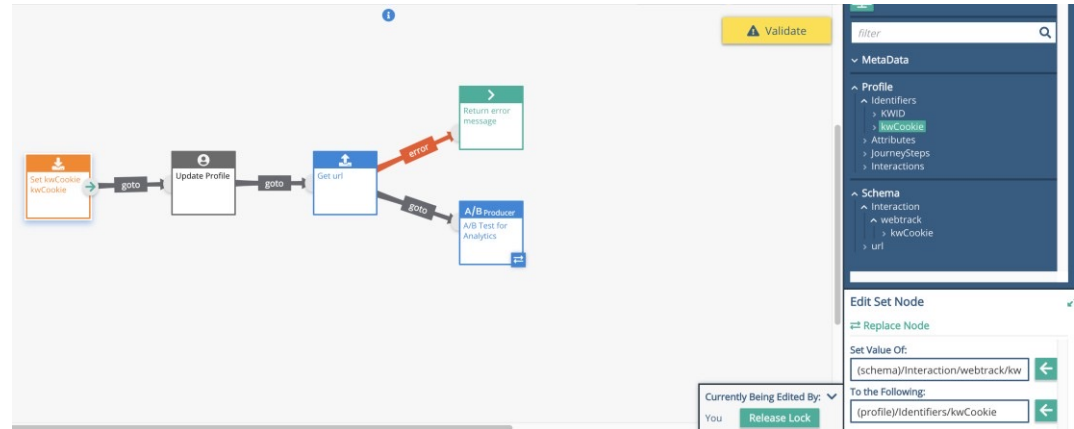 Validate
Return error
message
error
Set kwCookie
kwCookie
goto
Update Profile
goto
Get url
goto
A/B Producer
A/B Test for
Analytics
Currently Being Edited By:
You
Release Lock
filter
MetaData
Profile
Identifiers
KWID
kwCookie
Attributes
JourneySteps
Interactions
Schema
Interaction
webtrack
kwCookie
url
Edit Set Node
Replace Node
Set Value Of:
(schema)/Interaction/webtrack/kw
To the Following:
(profile)/Identifiers/kwCookie